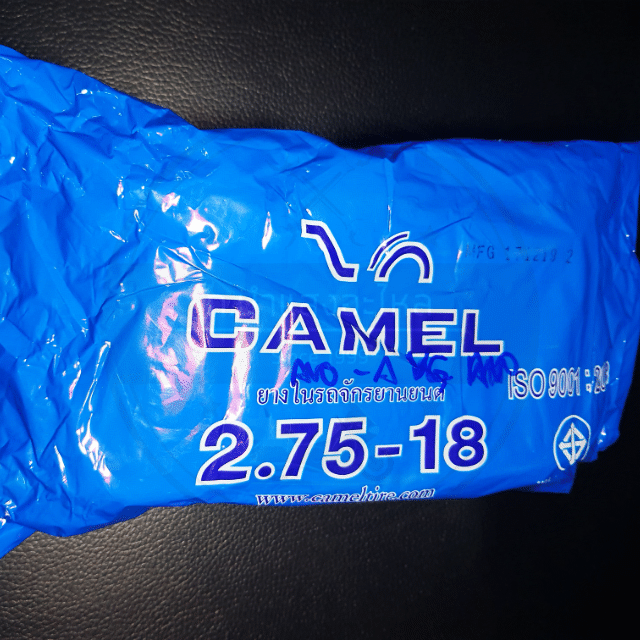 CAMEL
ยางในรถจักรยานยนต์
ISO 9001 :
2.75-18
www.cameltire.com